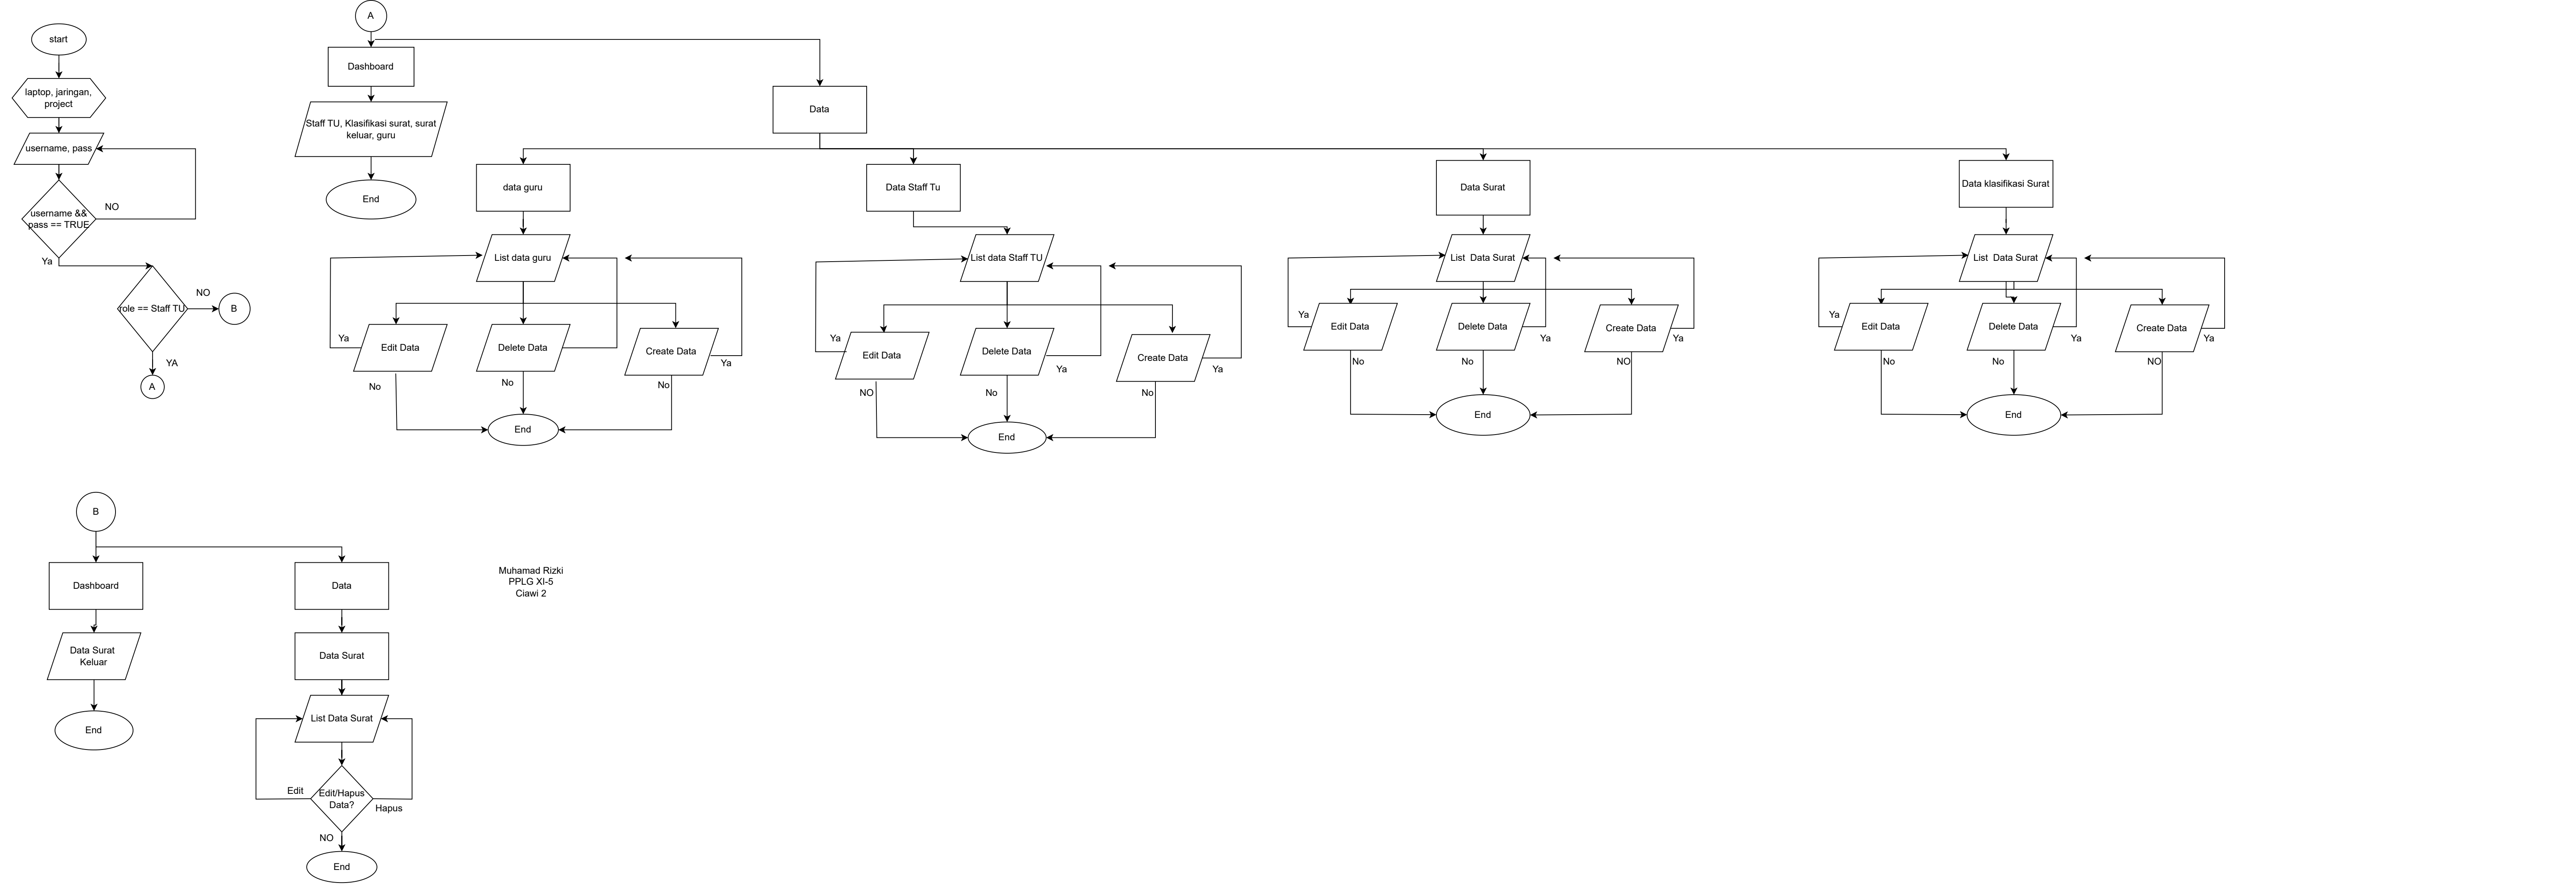 start
laptop, jaringan,
project
username, pass
username &&
pass == TRUE
NO
Ya
role == Staff TU
NO
B
YA
A
A
Dashboard
Staff TU, Klasifikasi surat, surat
keluar, guru
End
Data
data guru
List data guru
Ya
Edit Data
Delete Data
Create Data
Ya
No
No
No
End
Data Staff Tu
List data Staff TU
Ya
Edit Data
Delete Data
Create Data
Ya
Ya
NO
No
No
End
Data Surat
List  Data Surat
Ya
Edit Data
Delete Data
Create Data
Ya
Ya
No
No
NO
End
Data klasifikasi Surat
List  Data Surat
Ya
Edit Data
Delete Data
Create Data
Ya
Ya
No
No
NO
End
B
Dashboard
Data Surat
Keluar
End
Data
Data Surat
List Data Surat
Edit
Edit/Hapus
Data?
Hapus
NO
End
Muhamad Rizki
PPLG XI-5
Ciawi 2